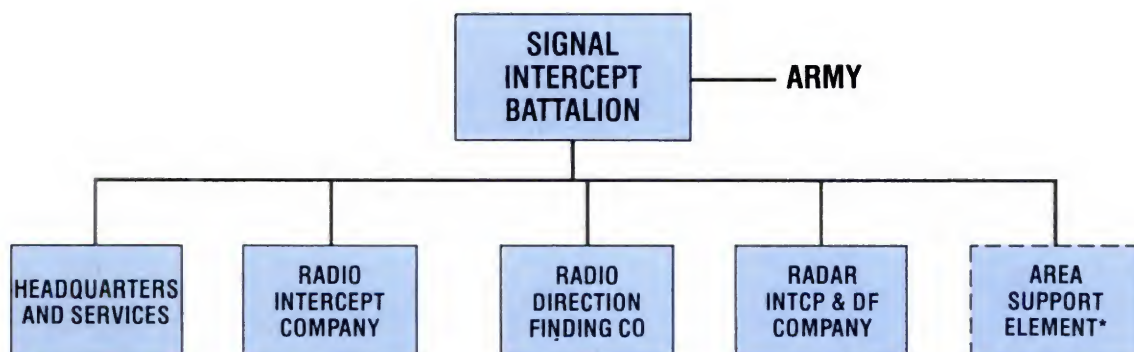 SIGNAL
INTERCEPT
BATTALION
ARMY
HEADQUARTERS
AND SERVICES
RADIO
INTERCEPT
COMPANY
RADIO
DIRECTION
FINDING CO
RADAR
INTCP & DF
COMPANY
AREA
SUPPORT
ELEMENT*